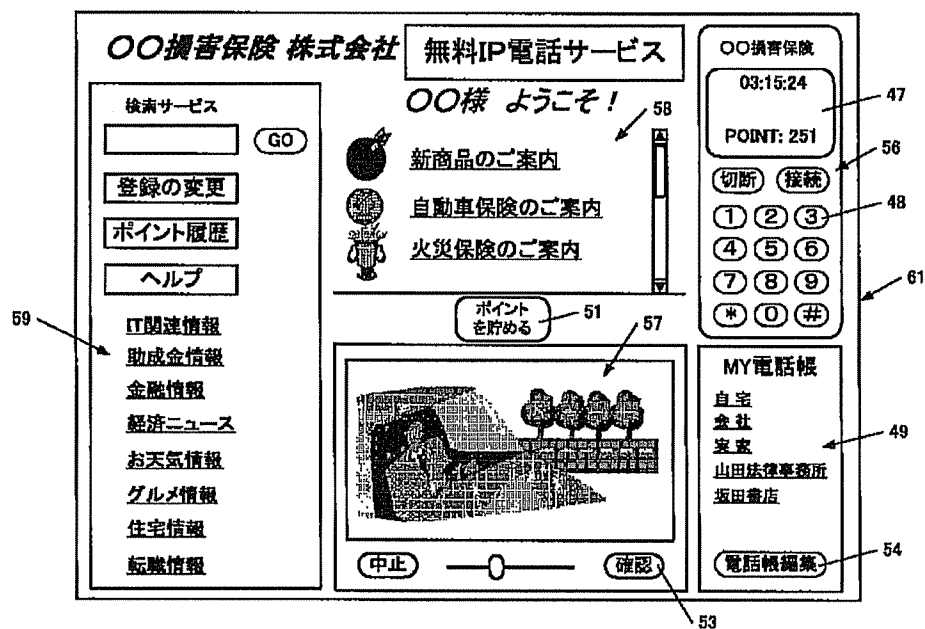 〇〇損害保険 株式会社
無料IP電話サービス
〇〇様 ようこそ!
検索サービス
GO
登録の変更
ポイント履歴
ヘルプ
IT関連情報
助成金情報
金融情報
経済ニュース
お天気情報
グルメ情報
住宅情報
転職情報
59
新商品のご案内
自動車保険のご案内
火災保険のご案内
58
ポイント
を貯める
51
57
中止
確認
53
〇〇損害保険
03:15:24
POINT: 251
47
56
切断 接続
1 2 3
48
4 5 6
7 8 9
* 0 #
61
MY電話帳
自宅
会社
実家
山田法律事務所
坂田書店
49
電話帳編集
54